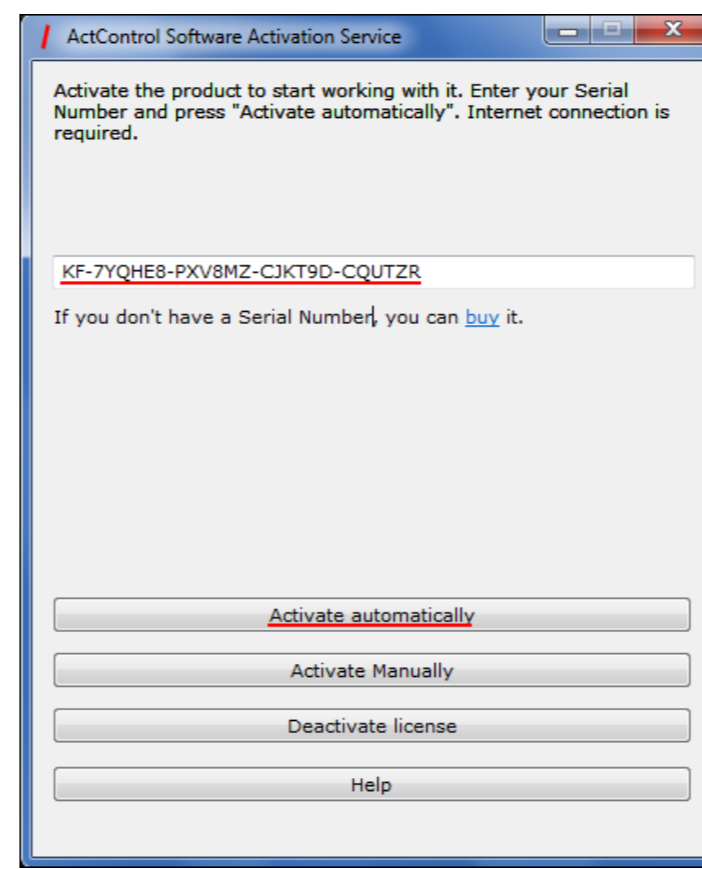 ActControl Software Activation Service
Activate the product to start working with it. Enter your Serial
Number and press "Activate automatically". Internet connection is
required.
KF-7YQHE8-PXV8MZ-CJKT9D-CQUTZR
If you don't have a Serial Number, you can buy it.
Activate automatically
Activate Manually
Deactivate license
Help